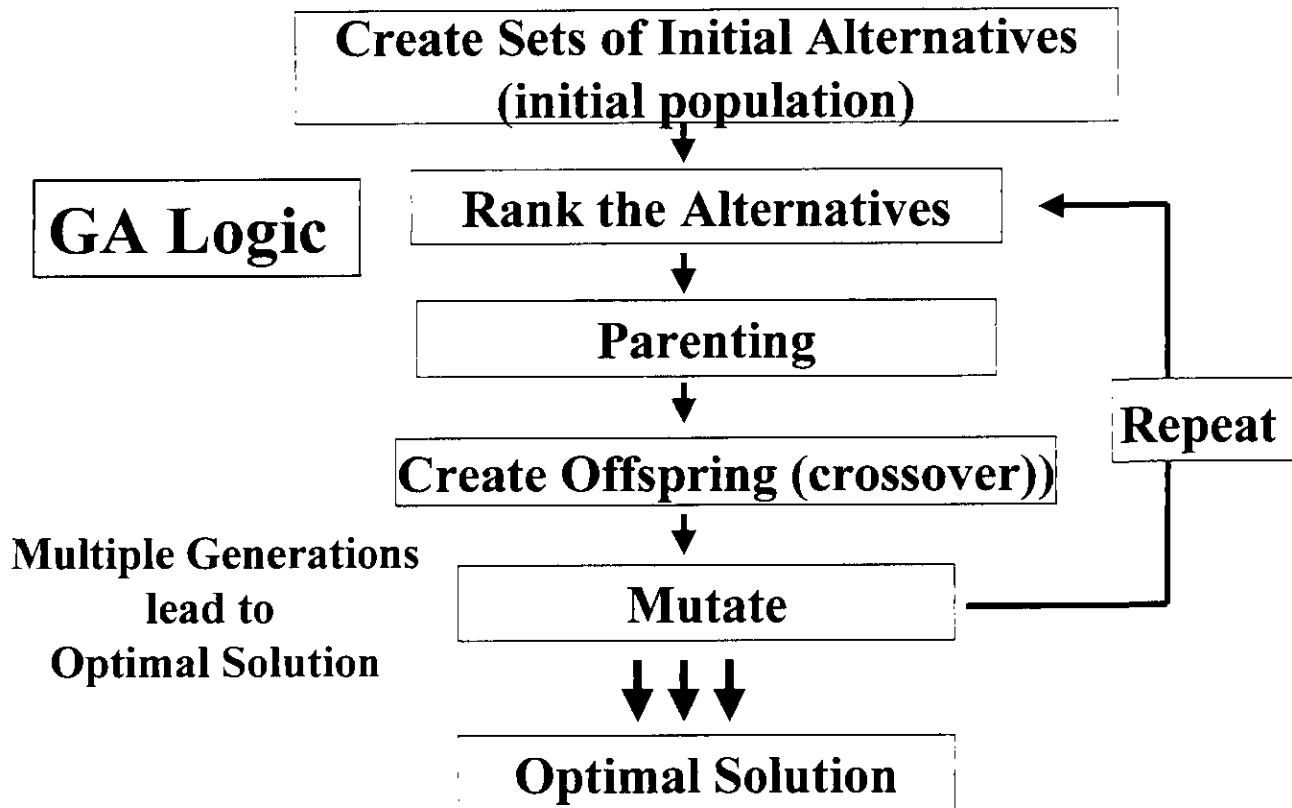 Create Sets of Initial Alternatives
(initial population)
GA Logic
Rank the Alternatives
Parenting
Create Offspring (crossover))
Repeat
Multiple Generations
lead to
Optimal Solution
Mutate
Optimal Solution